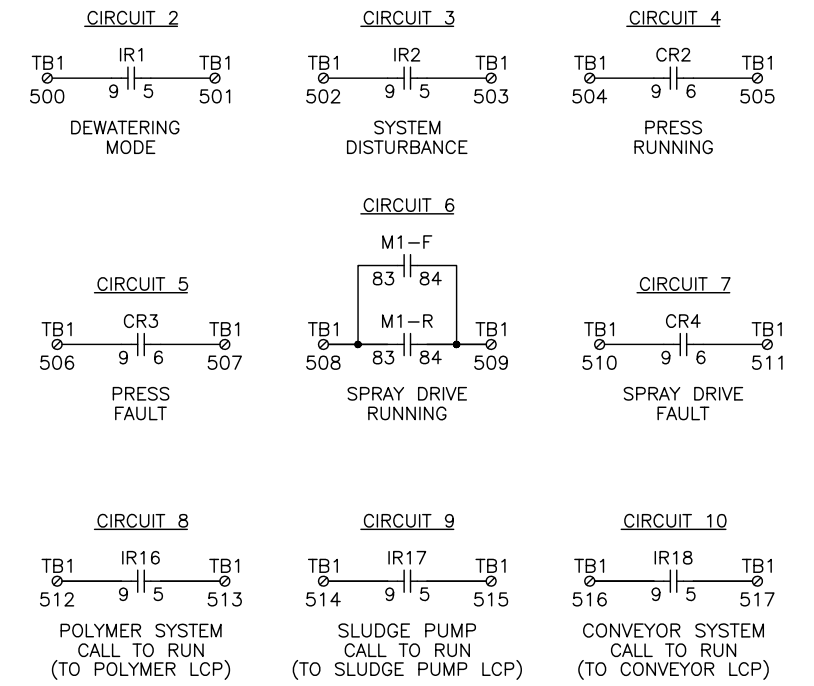 CIRCUIT 2
IR1
TB1 TB1
9 5
500 501
DEWATERING
MODE
CIRCUIT 3
IR2
TB1 TB1
9 5
502 503
SYSTEM
DISTURBANCE
CIRCUIT 4
CR2
TB1 TB1
9 6
504 505
PRESS
RUNNING
CIRCUIT 5
CR3
TB1 TB1
9 6
506 507
PRESS
FAULT
CIRCUIT 6
M1-F
83 84
M1-R
TB1 TB1
83 84
508 509
SPRAY DRIVE
RUNNING
CIRCUIT 7
CR4
TB1 TB1
9 6
510 511
SPRAY DRIVE
FAULT
CIRCUIT 8
IR16
TB1 TB1
9 5
512 513
POLYMER SYSTEM
CALL TO RUN
(TO POLYMER LCP)
CIRCUIT 9
IR17
TB1 TB1
9 5
514 515
SLUDGE PUMP
CALL TO RUN
(TO SLUDGE PUMP LCP)
CIRCUIT 10
IR18
TB1 TB1
9 5
516 517
CONVEYOR SYSTEM
CALL TO RUN
(TO CONVEYOR LCP)